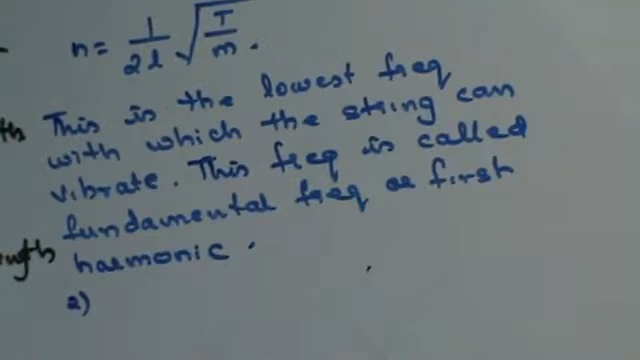 n = 1/2l √T/m.
This is the lowest freq
with which the string can
vibrate. This freq is called
fundamental freq or first
harmonic.
2)